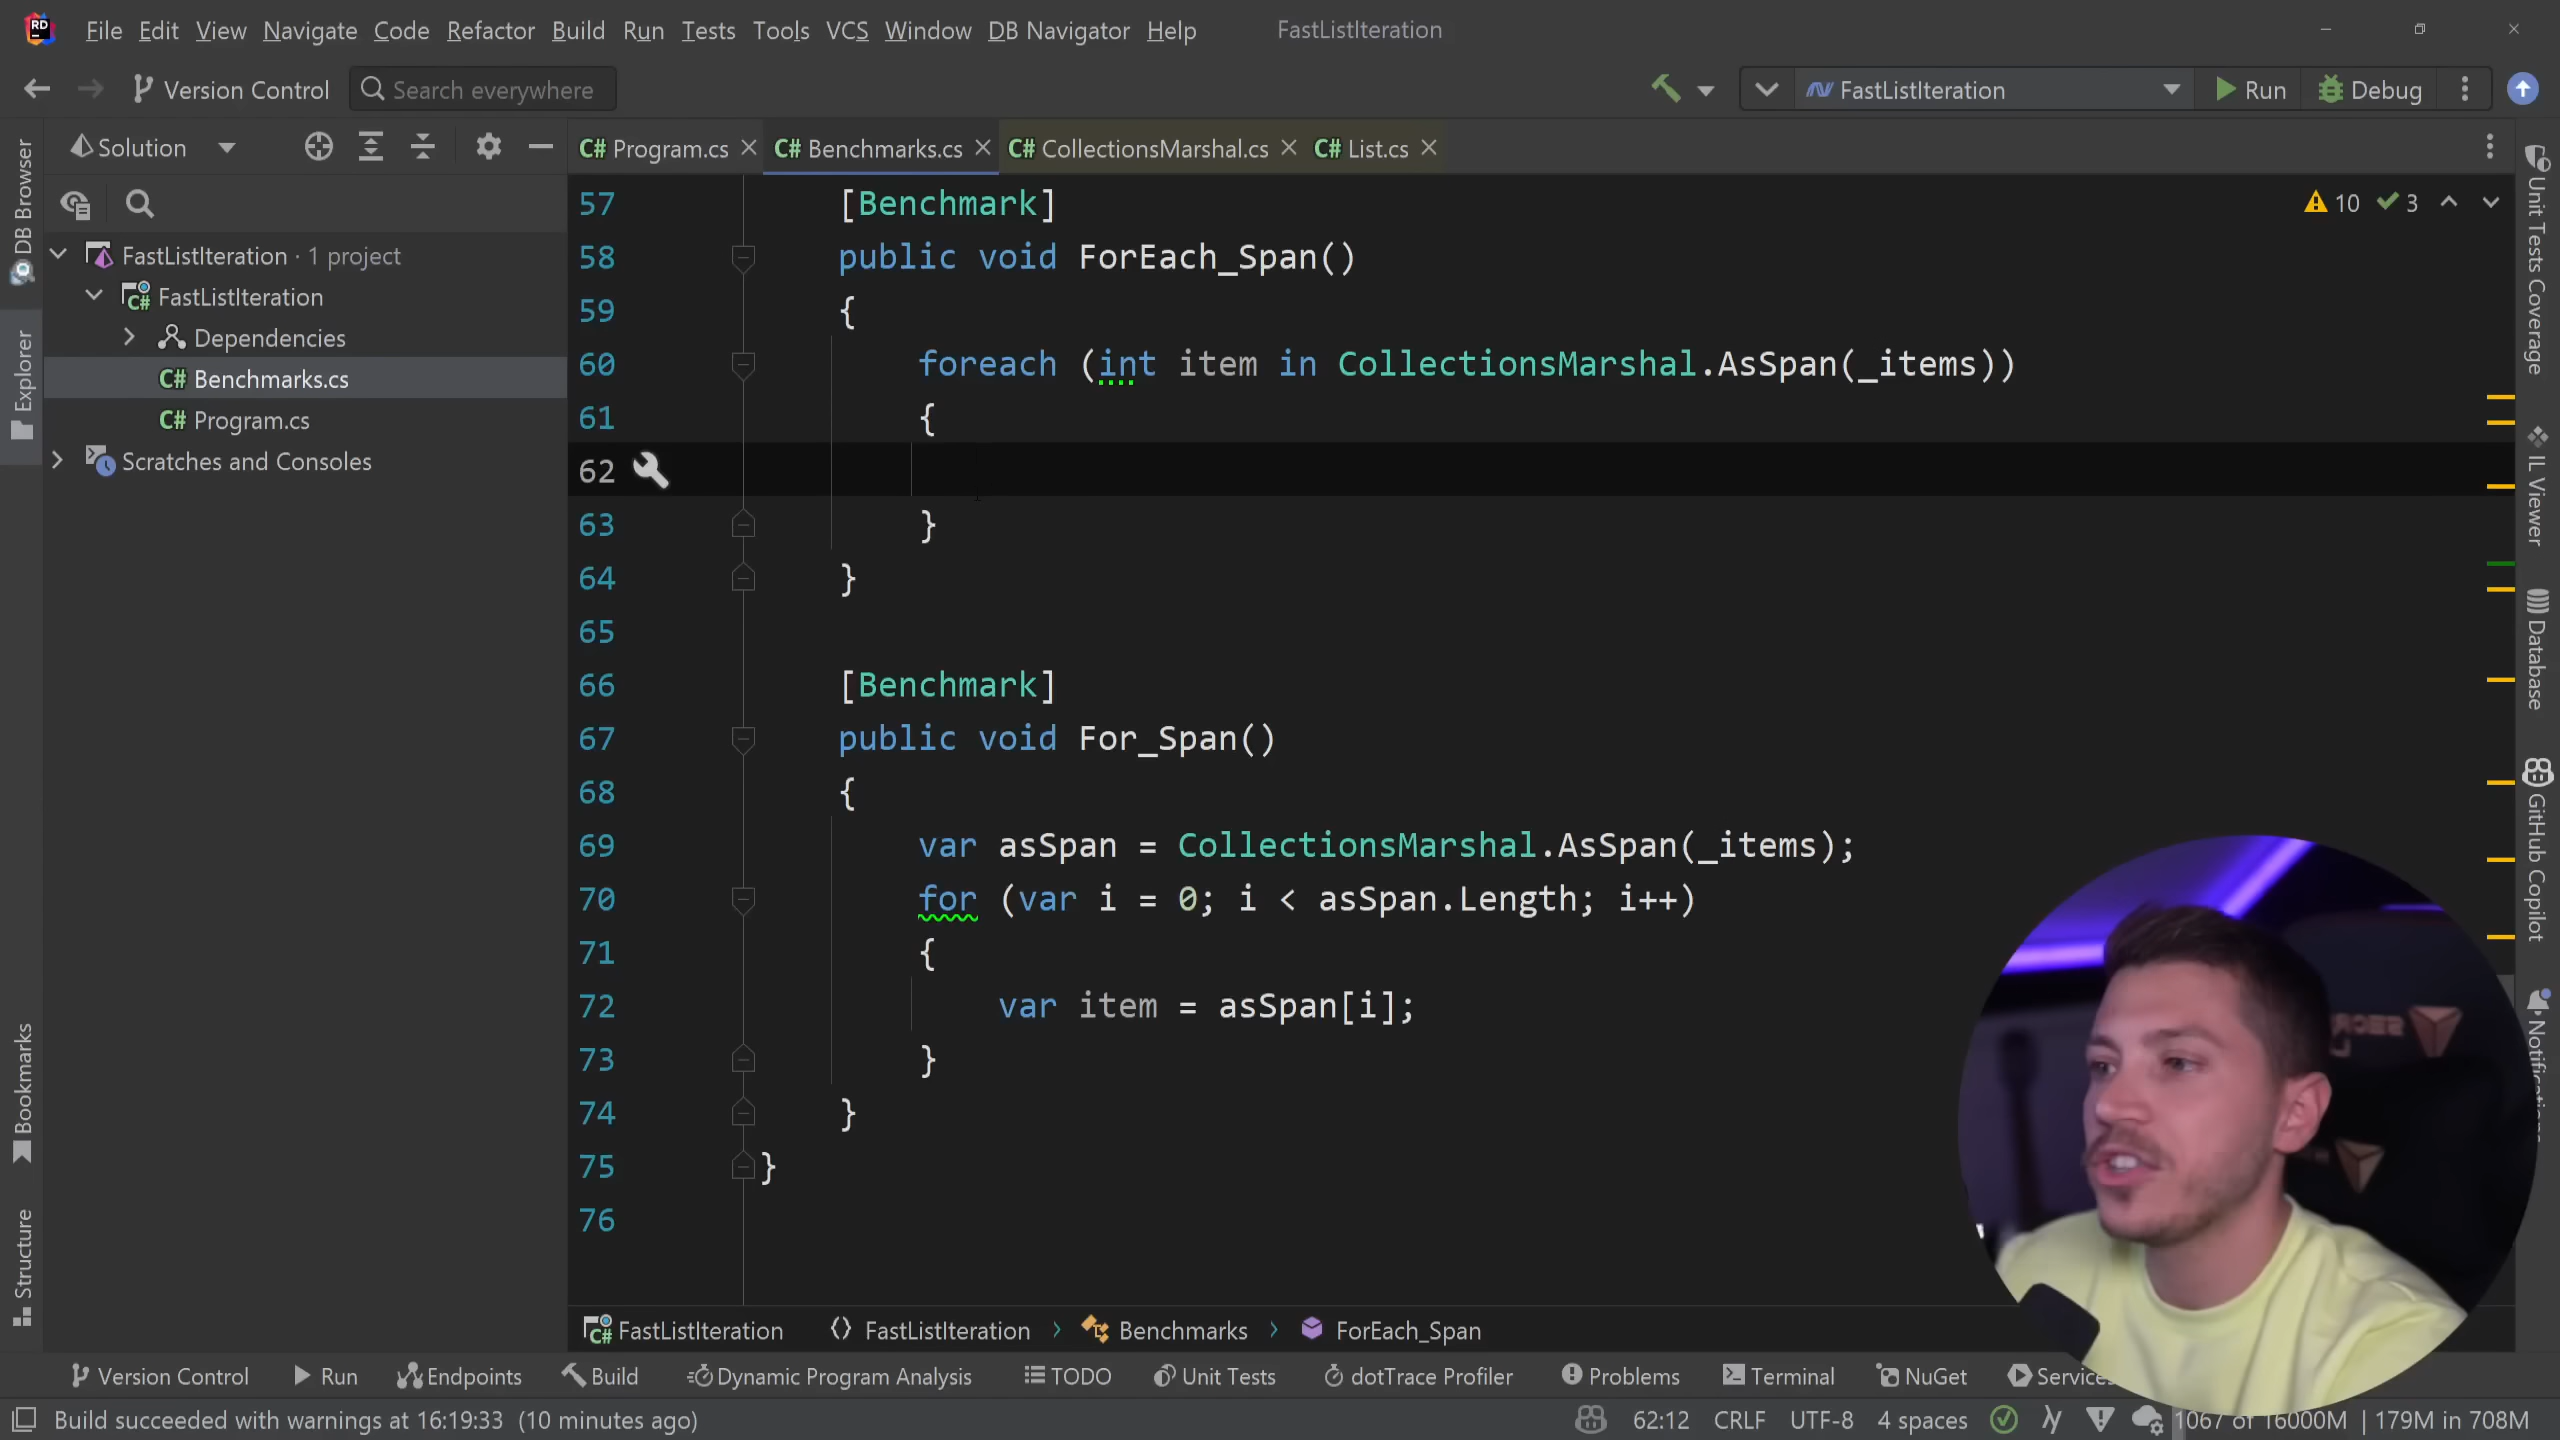 RD File Edit View Navigate Code Refactor Build Run Tests Tools VCS Window DB Navigator Help FastListIteration
Version Control Search everywhere FastListIteration Run Debug
Solution
C# Program.cs C# Benchmarks.cs C# CollectionsMarshal.cs C# List.cs
FastListIteration · 1 project
C# FastListIteration
Dependencies
C# Benchmarks.cs
C# Program.cs
Scratches and Consoles
DB Browser
Explorer
Bookmarks
Structure
10 3
57 [Benchmark]
58 public void ForEach_Span()
59 {
60 foreach (int item in CollectionsMarshal.AsSpan(_items))
61 {
62
63 }
64 }
65
66 [Benchmark]
67 public void For_Span()
68 {
69 var asSpan = CollectionsMarshal.AsSpan(_items);
70 for (var i = 0; i < asSpan.Length; i++)
71 {
72 var item = asSpan[i];
73 }
74 }
75 }
76
Unit Tests Coverage
IL Viewer
Database
GitHub Copilot
Notifications
C# FastListIteration FastListIteration Benchmarks ForEach_Span
Version Control Run Endpoints Build Dynamic Program Analysis TODO Unit Tests dotTrace Profiler Problems Terminal NuGet
Build succeeded with warnings at 16:19:33 (10 minutes ago) 62:12 CRLF UTF-8 4 spaces 1067 of 16000M | 179M in 708M